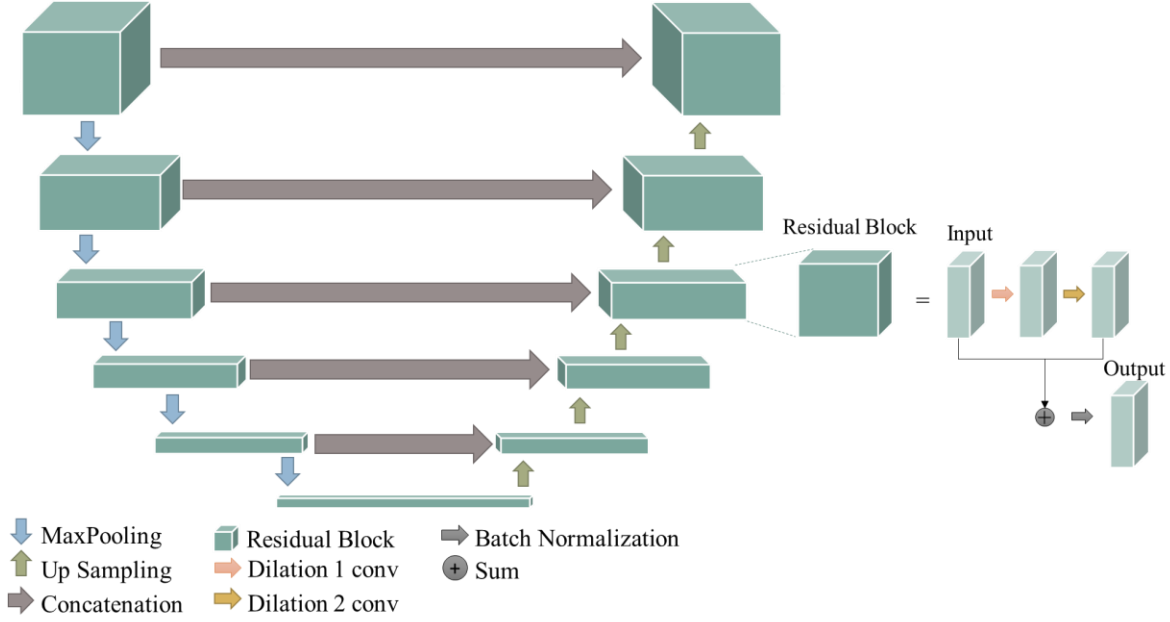 Residual Block
Input
=
Output
MaxPooling
Up Sampling
Concatenation
Residual Block
Dilation 1 conv
Dilation 2 conv
Batch Normalization
Sum